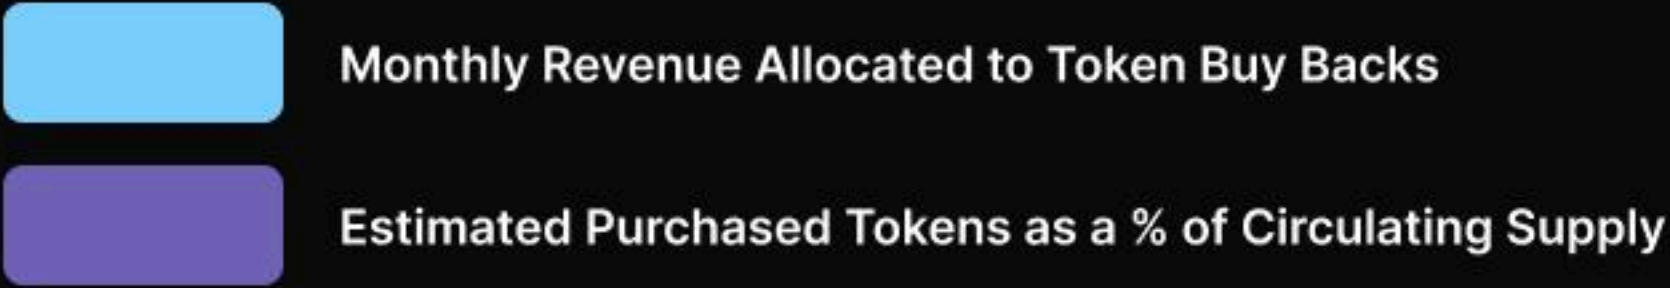 Monthly Revenue Allocated to Token Buy Backs
Estimated Purchased Tokens as a % of Circulating Supply